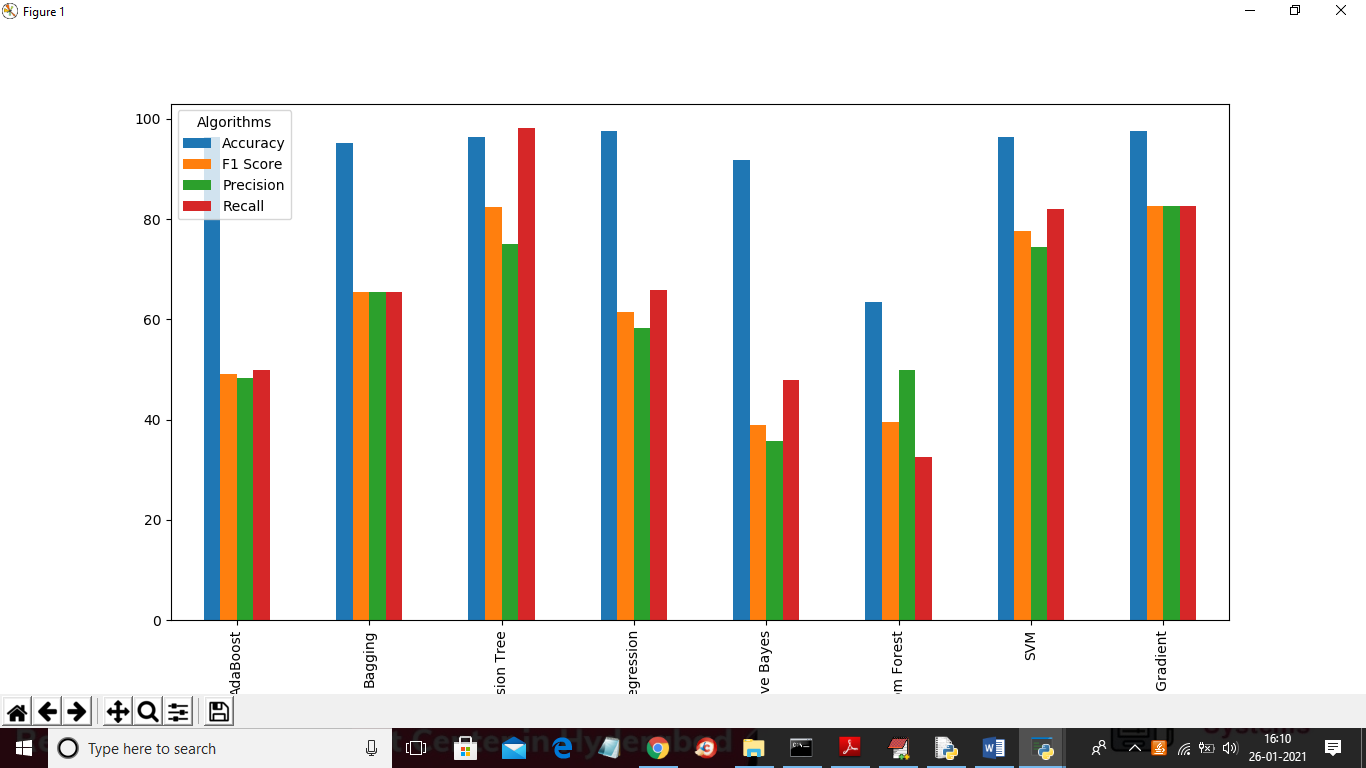 Figure 1
100
80
60
40
20
0
Algorithms
Accuracy
F1 Score
Precision
Recall
AdaBoost
Bagging
sion Tree
egression
ve Bayes
om Forest
SVM
Gradient
Type here to search
16:10
26-01-2021